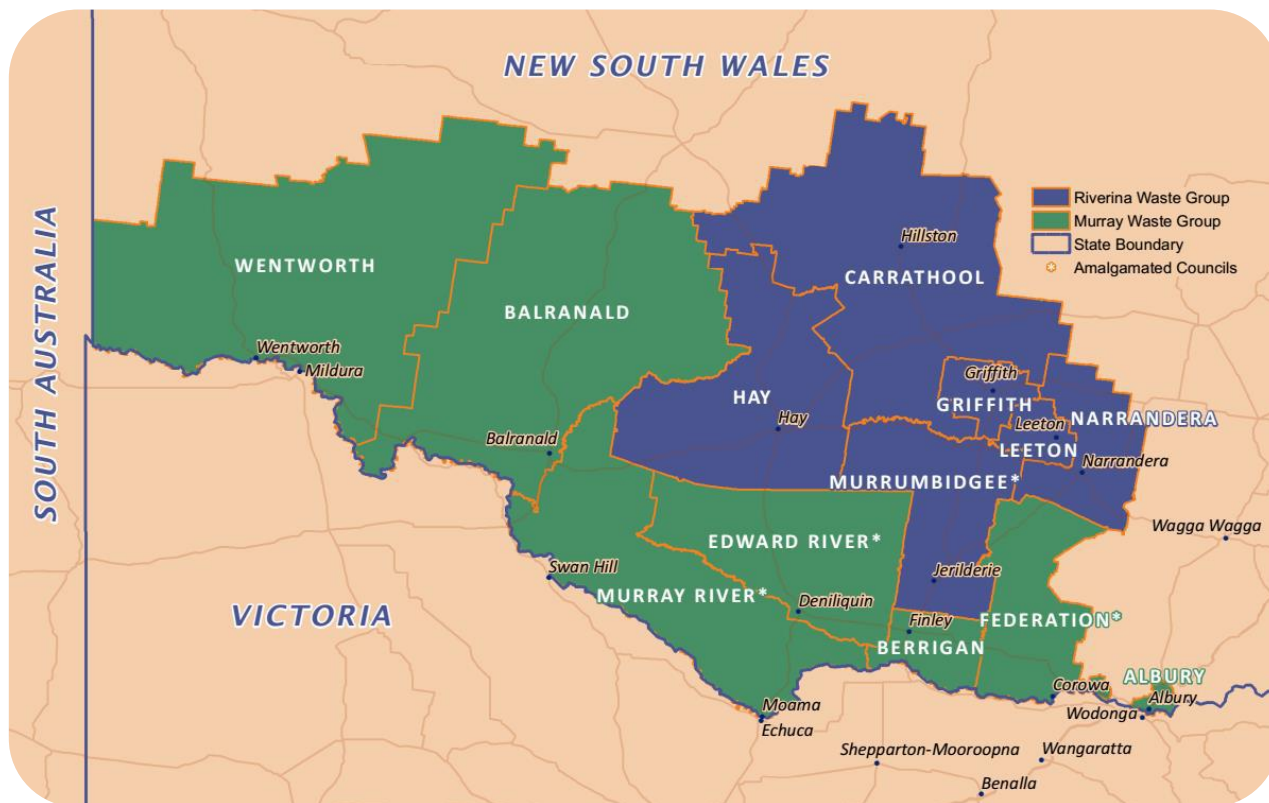 NEW SOUTH WALES
Riverina Waste Group
Murray Waste Group
State Boundary
Amalgamated Councils
SOUTH AUSTRALIA
Hillston
WENTWORTH
CARRATHOOL
BALRANALD
Wentworth
Mildura
Griffith
HAY
GRIFFITH
NARRANDERA
Hay
Leeton
Balranald
LEETON
Narrandera
MURRUMBIDGEE*
Wagga Wagga
EDWARD RIVER*
Swan Hill
Jerilderie
MURRAY RIVER*
VICTORIA
Deniliquin
Finley
FEDERATION*
BERRIGAN
ALBURY
Corowa
Albury
Moama
Wodonga
Echuca
Shepparton-Mooroopna
Wangaratta
Benalla